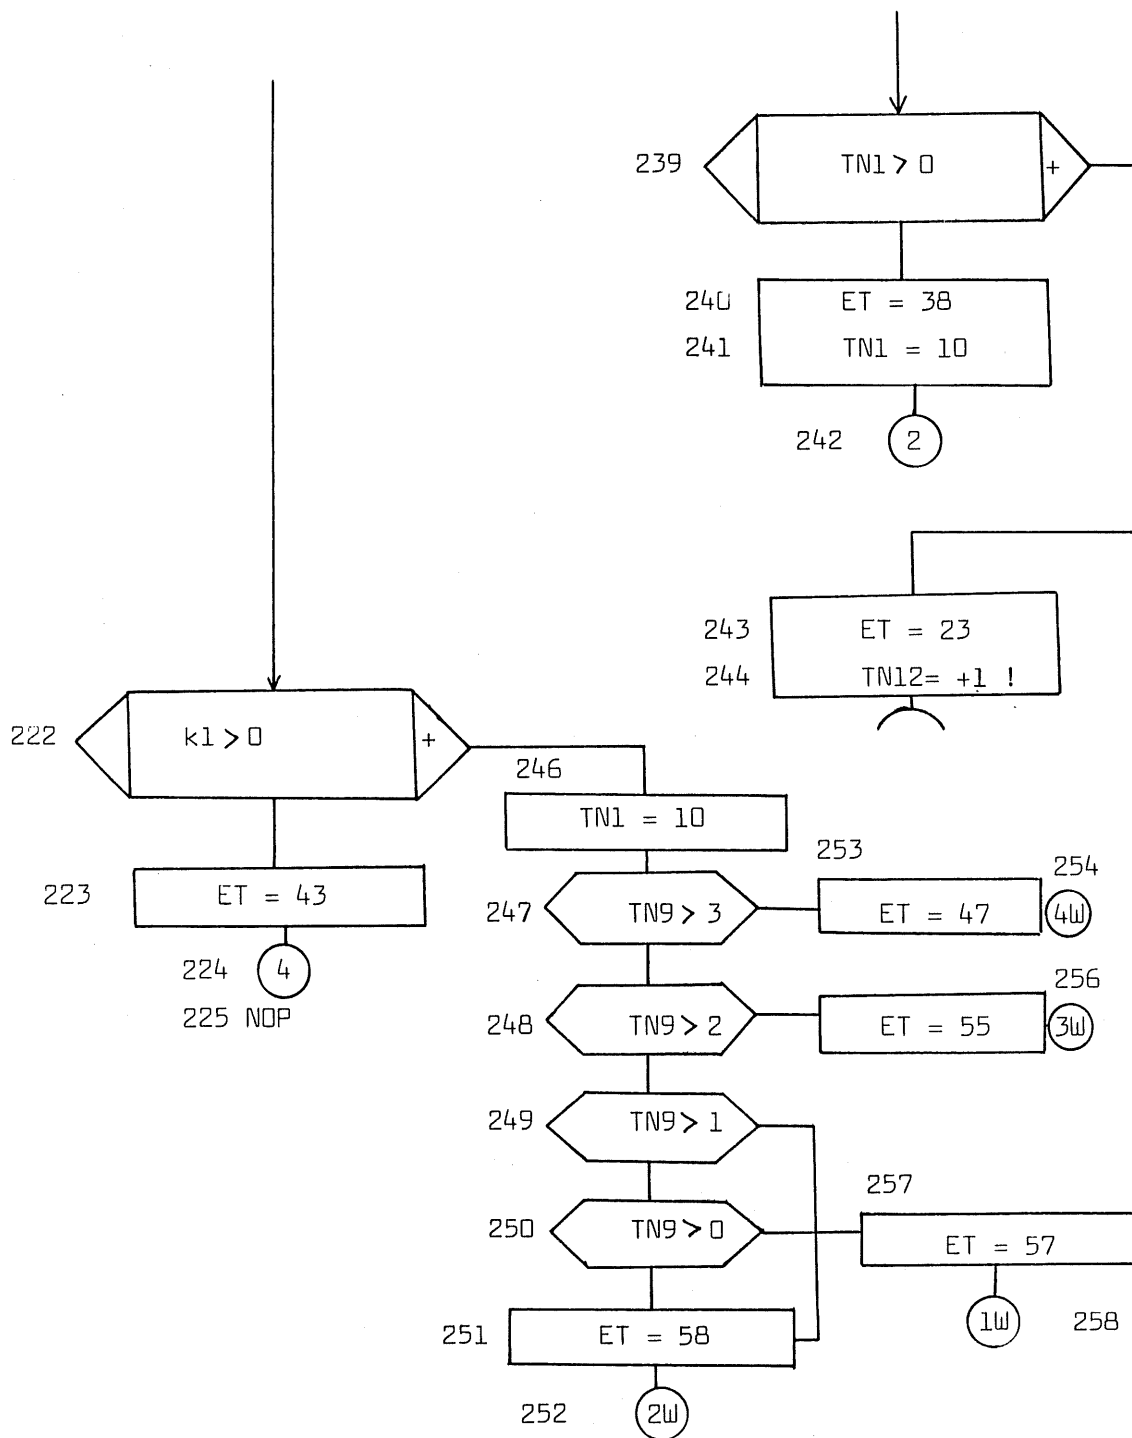 239 TN1 > 0 +
240 ET = 38
241 TN1 = 10
242 2
243 ET = 23
244 TN12= +1 !
222 k1 > 0 +
246
TN1 = 10
223 ET = 43
224 4
225 NOP
247 TN9 > 3
253 254
ET = 47 4W
248 TN9 > 2
256
ET = 55 3W
249 TN9 > 1
250 TN9 > 0
257
ET = 57
1W 258
251 ET = 58
252 2W